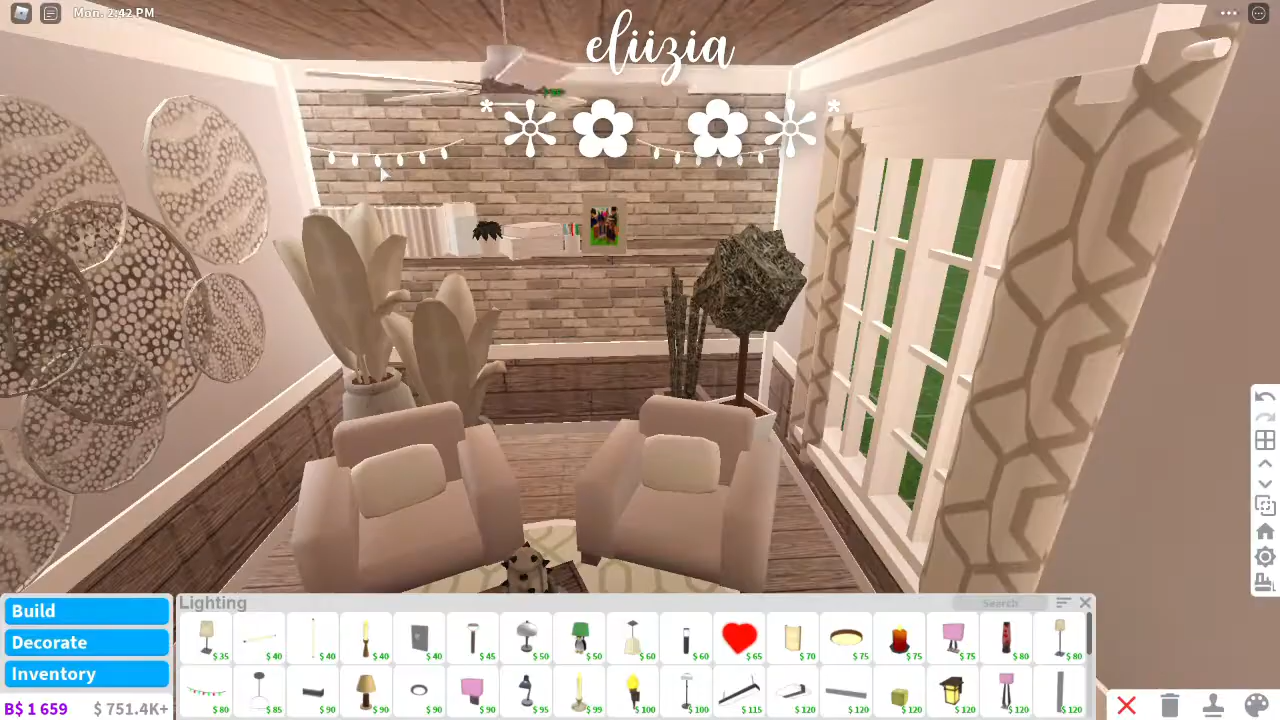 Mon. 2:42 PM
eliizia
Build
Decorate
Inventory
B$ 1 659
$ 751.4K+
Lighting
Search
$35 $40 $40 $40 $40 $45 $50 $50 $60 $60 $65 $70 $75 $75 $75 $80 $80
$80 $85 $90 $90 $90 $90 $95 $99 $100 $100 $115 $120 $120 $120 $120 $120 $120